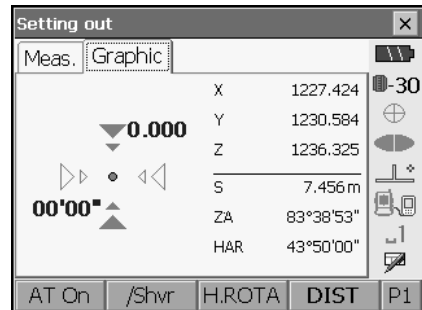 Setting out
Meas. Graphic
X 1227.424
Y 1230.584
Z 1236.325
S 7.456 m
ZA 83°38'53"
HAR 43°50'00"
0.000
00'00"
-30
1
AT On /Shvr H.ROTA DIST P1